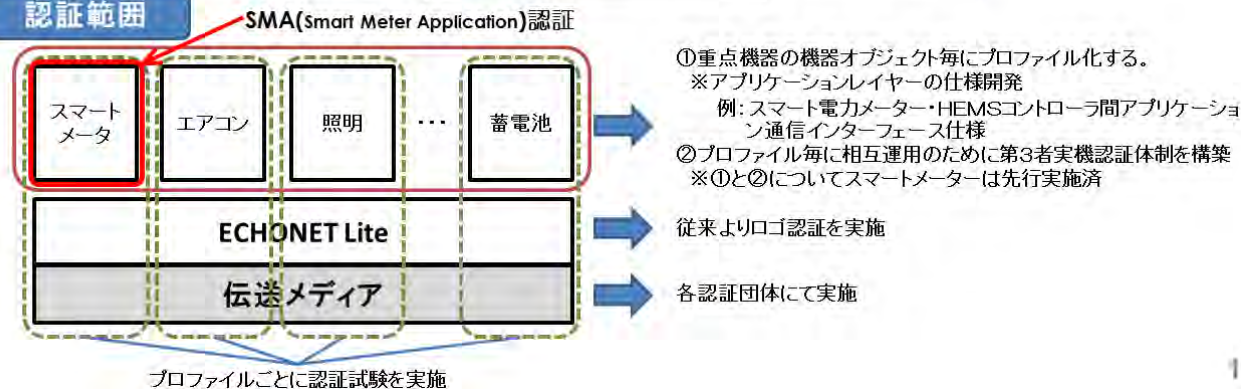 認証範囲
SMA(Smart Meter Application)認証
スマート
メータ
エアコン
照明
･･･
蓄電池
ECHONET Lite
伝送メディア
プロファイルごとに認証試験を実施
①重点機器の機器オブジェクト毎にプロファイル化する。
※アプリケーションレイヤーの仕様開発
例：スマート電力メーター・HEMSコントローラ間アプリケーショ
ン通信インターフェース仕様
②プロファイル毎に相互運用のために第3者実機認証体制を構築
※①と②についてスマートメーターは先行実施済
従来よりロゴ認証を実施
各認証団体にて実施
1